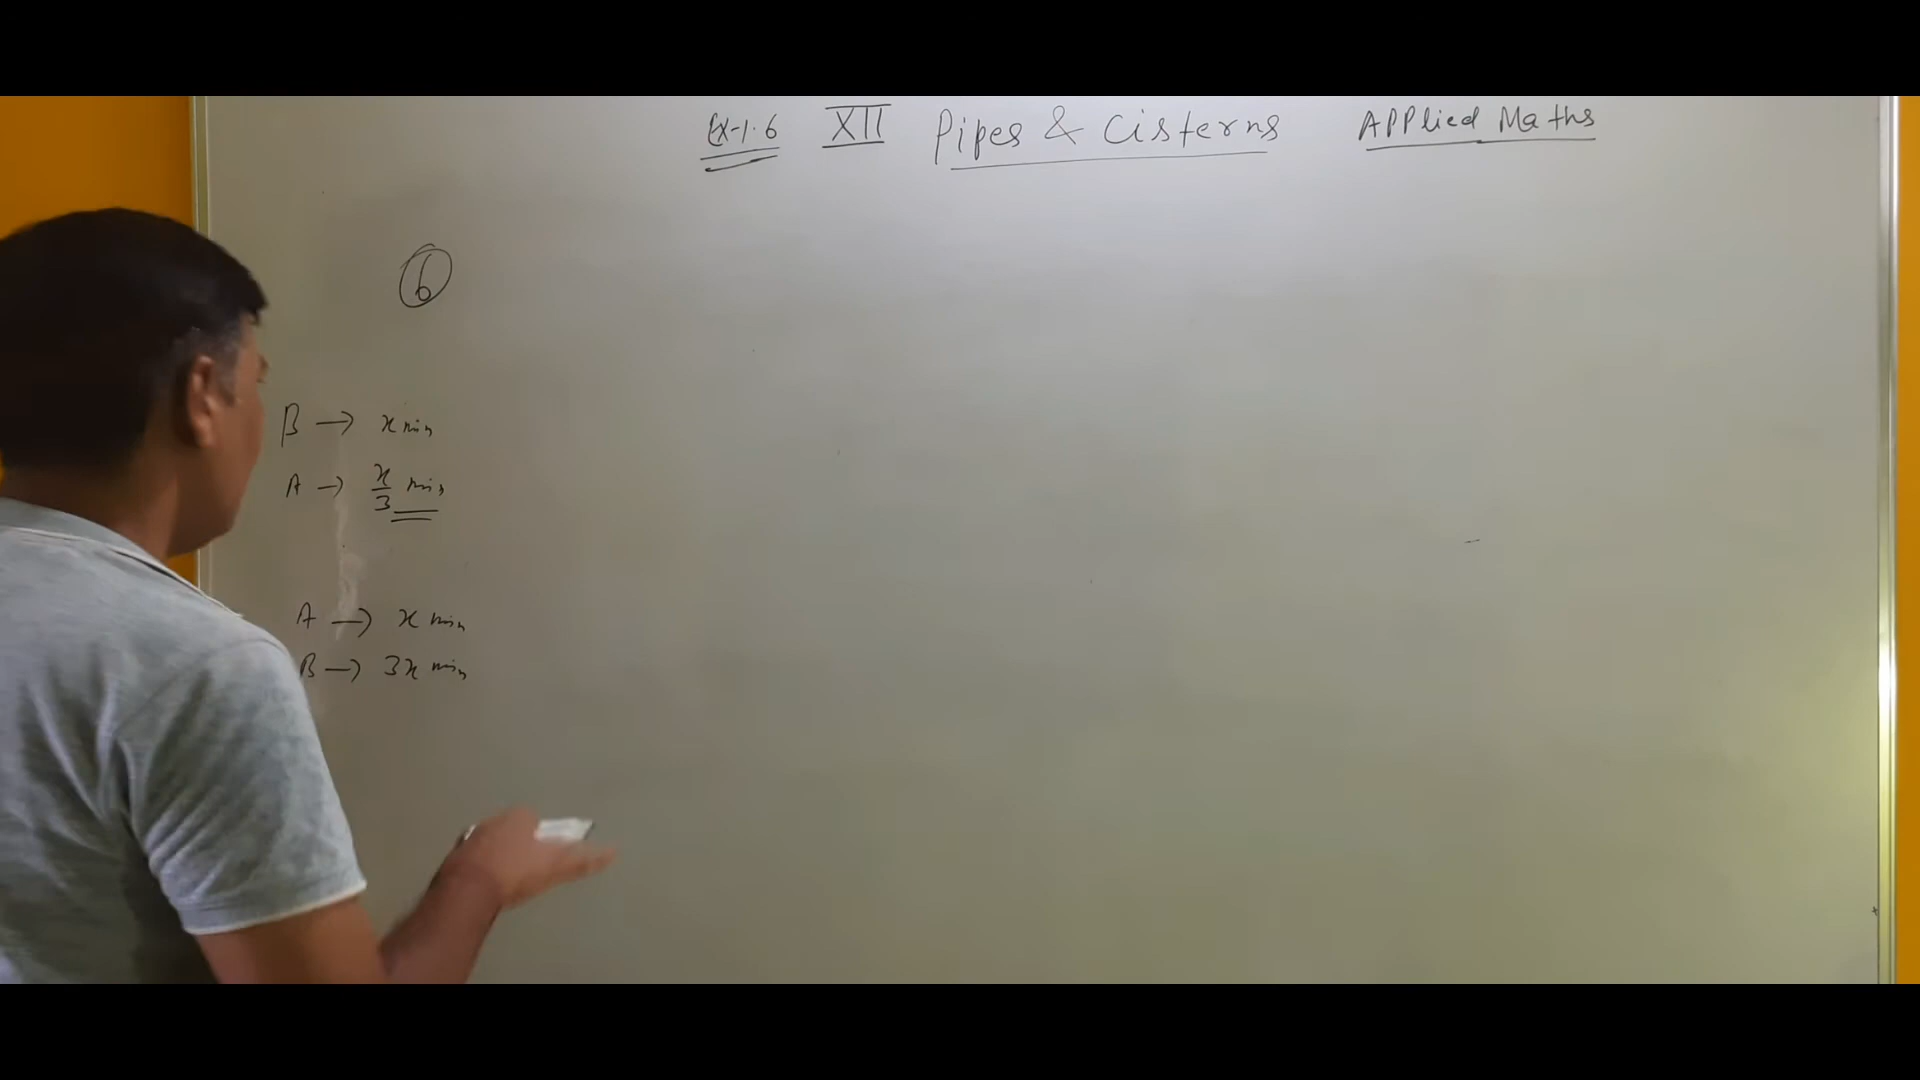 Ex-1.6 XII Pipes & Cisterns APPlied Maths
6
B → x min
A → x/3 min
A → x min
B → 3x min